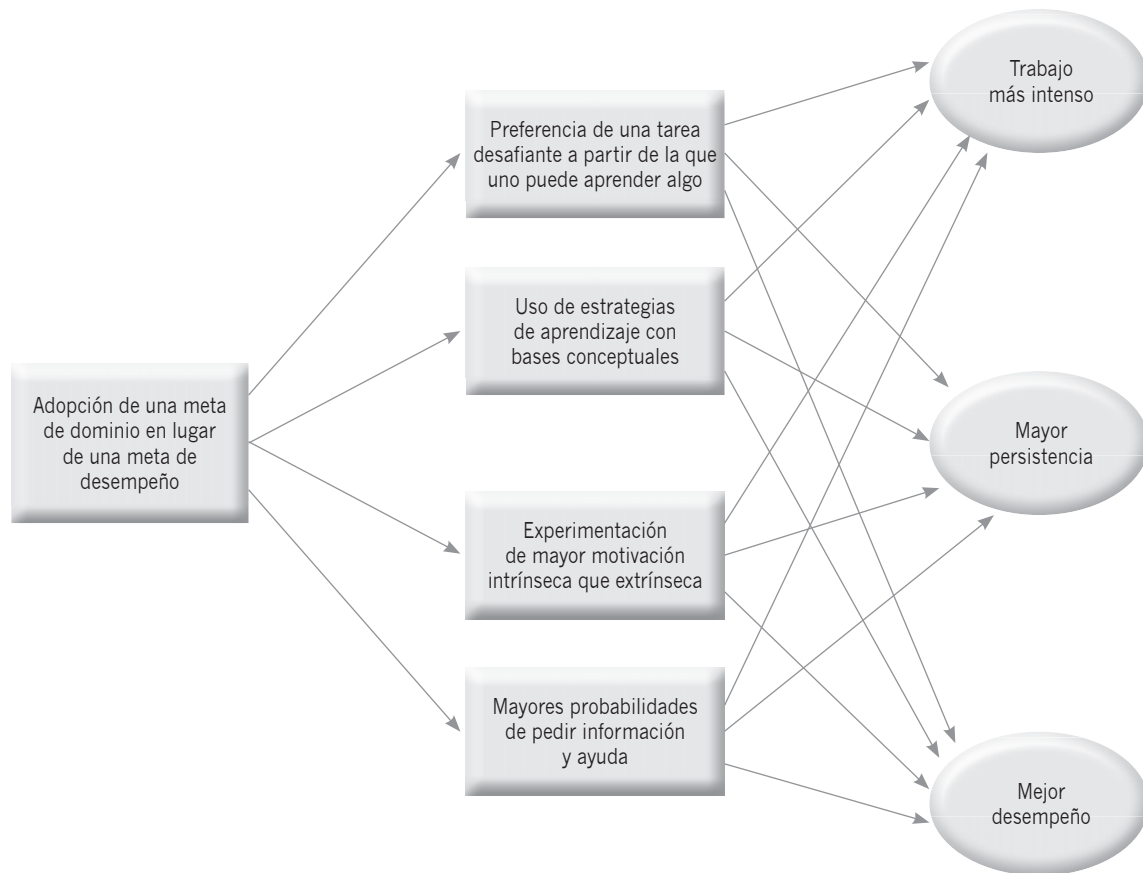 Adopción de una meta
de dominio en lugar
de una meta de
desempeño
Preferencia de una tarea
desafiante a partir de la que
uno puede aprender algo
Uso de estrategias
de aprendizaje con
bases conceptuales
Experimentación
de mayor motivación
intrínseca que extrínseca
Mayores probabilidades
de pedir información
y ayuda
Trabajo
más intenso
Mayor
persistencia
Mejor
desempeño